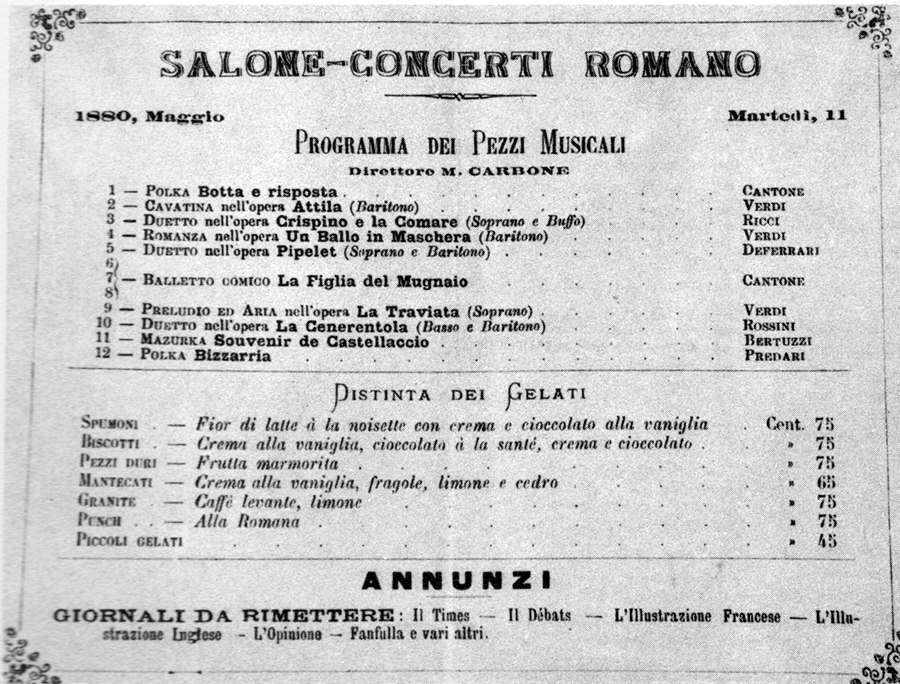 SALONE-CONCERTI ROMANO
1880, Maggio Martedì, 11
PROGRAMMA DEI PEZZI MUSICALI
Direttore M. CARBONE
1 — POLKA Botta e risposta . . . . . . . . CANTONE
2 — CAVATINA nell'opera Attila (Baritono) . . . . . . . VERDI
3 — DUETTO nell'opera Crispino e la Comare (Soprano e Buffo) . . . . RICCI
4 — ROMANZA nell'opera Un Ballo in Maschera (Baritono) . . . . . VERDI
5 — DUETTO nell'opera Pipelet (Soprano e Baritono) . . . . . . DEFERRARI
6
7 — BALLETTO COMICO La Figlia del Mugnaio . . . . . . CANTONE
8
9 — PRELUDIO ED ARIA nell'opera La Traviata (Soprano) . . . . . VERDI
10 — DUETTO nell'opera La Cenerentola (Basso e Baritono) . . . . . ROSSINI
11 — MAZURKA Souvenir de Castellaccio . . . . . . . BERTUZZI
12 — POLKA Bizzarria . . . . . . . . . PREDARI
DISTINTA DEI GELATI
SPUMONI . — Fior di latte à la noisette con crema e cioccolato alla vaniglia . Cent. 75
BISCOTTI . — Crema alla vaniglia, cioccolato à la santé, crema e cioccolato . » 75
PEZZI DURI — Frutta marmorita . . . . . . . . . » 75
MANTECATI — Crema alla vaniglia, fragole, limone e cedro . . . . » 65
GRANITE — Caffè levante, limone . . . . . . . . » 75
PUNCH . . — Alla Romana . . . . . . . . . » 75
PICCOLI GELATI . . . . . . . . . . . » 45
ANNUNZI
GIORNALI DA RIMETTERE: Il Times — Il Débats — L'Illustrazione Francese — L'Illu-
strazione Inglese - L'Opinione — Fanfulla e vari altri.